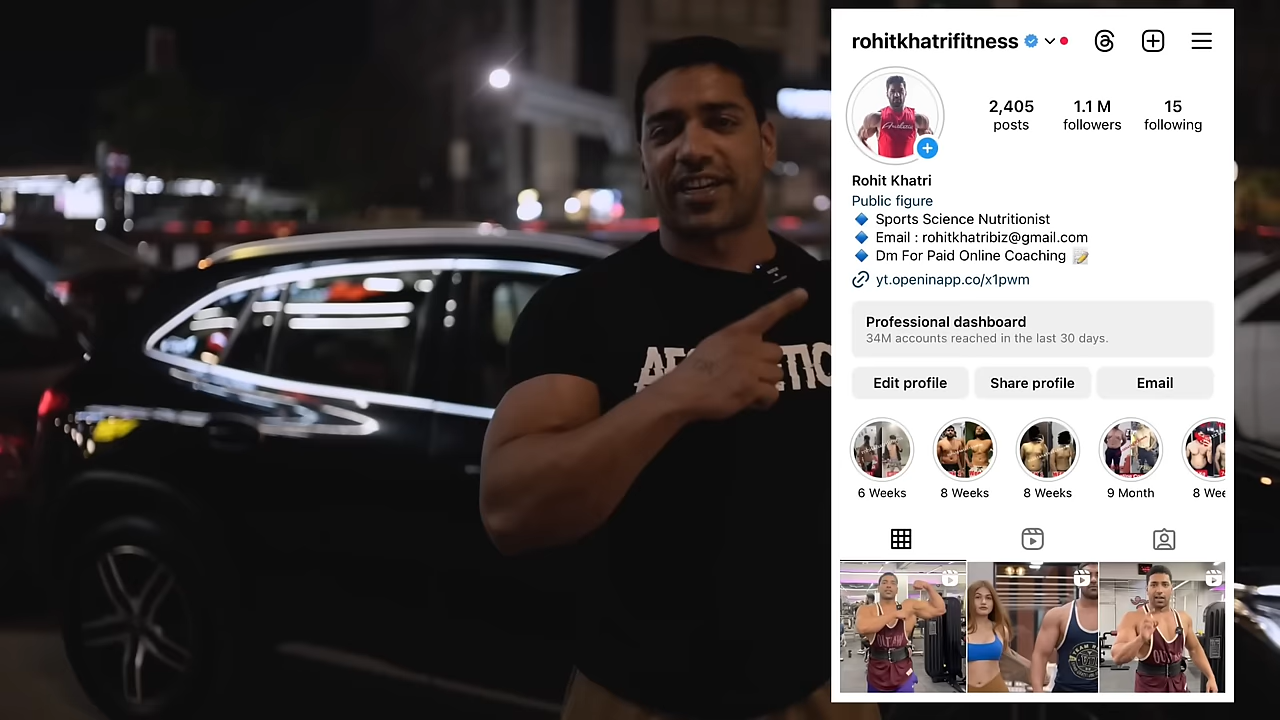 rohitkhatrifitness
2,405 1.1 M 15
posts followers following
Rohit Khatri
Public figure
Sports Science Nutritionist
Email : rohitkhatribiz@gmail.com
Dm For Paid Online Coaching
yt.openinapp.co/x1pwm
Professional dashboard
34M accounts reached in the last 30 days.
Edit profile Share profile Email
6 Weeks 8 Weeks 8 Weeks 9 Month 8 Wee